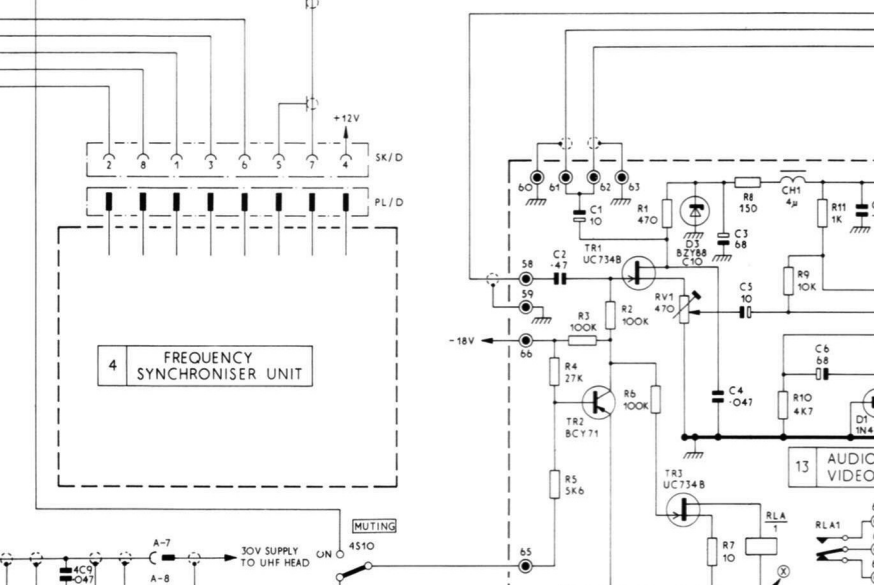 +12V
2 8 1 3 6 5 7 4
SK/D
PL/D
4
FREQUENCY
SYNCHRONISER UNIT
60
61
62
63
C1
10
R1
470
R8
150
CH1
4µ
R11
1K
D3
BZY88
C10
C3
68
TR1
UC734B
58
C2
·47
59
RV1
470
C5
10
R9
10K
R3
100K
R2
100K
-18V
66
R4
27K
R6
100K
C4
·047
C6
68
R10
4K7
D1
1N4
TR2
BCY71
13
AUDIO
VIDEO
R5
5K6
TR3
UC734B
RLA
1
RLA1
R7
10
X
MUTING
4S10
ON
A-7
A-8
30V SUPPLY
TO UHF HEAD
4C9
·047
65